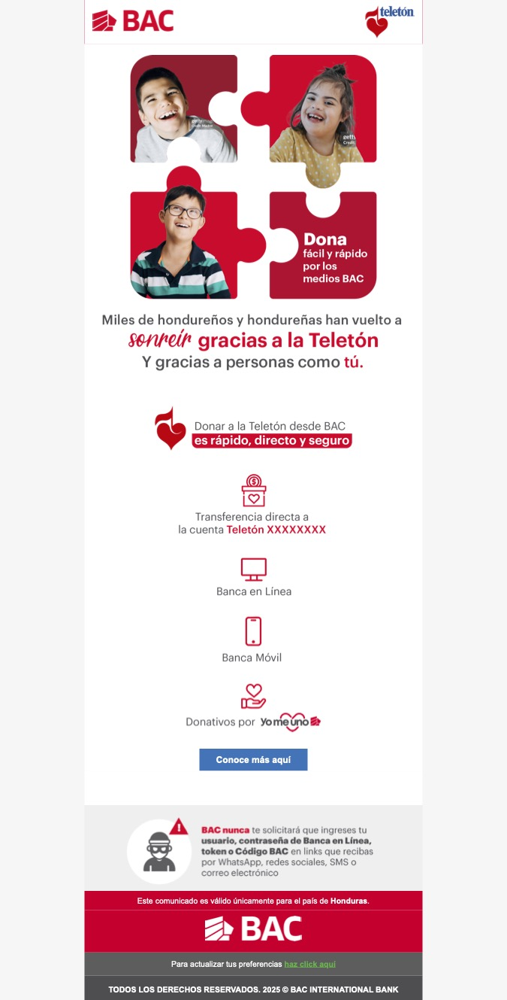 BAC
teletón
gettyimages
Credit:
getty
Credit
Dona
fácil y rápido
por los
medios BAC
Miles de hondureños y hondureñas han vuelto a
sonreír gracias a la Teletón
Y gracias a personas como tú.
Donar a la Teletón desde BAC
es rápido, directo y seguro
Transferencia directa a
la cuenta Teletón XXXXXXXX
Banca en Línea
Banca Móvil
Donativos por Yo me uno
Conoce más aquí
BAC nunca te solicitará que ingreses tu
usuario, contraseña de Banca en Línea,
token o Código BAC en links que recibas
por WhatsApp, redes sociales, SMS o
correo electrónico
Este comunicado es válido únicamente para el país de Honduras.
BAC
Para actualizar tus preferencias haz click aquí
TODOS LOS DERECHOS RESERVADOS. 2025 © BAC INTERNATIONAL BANK